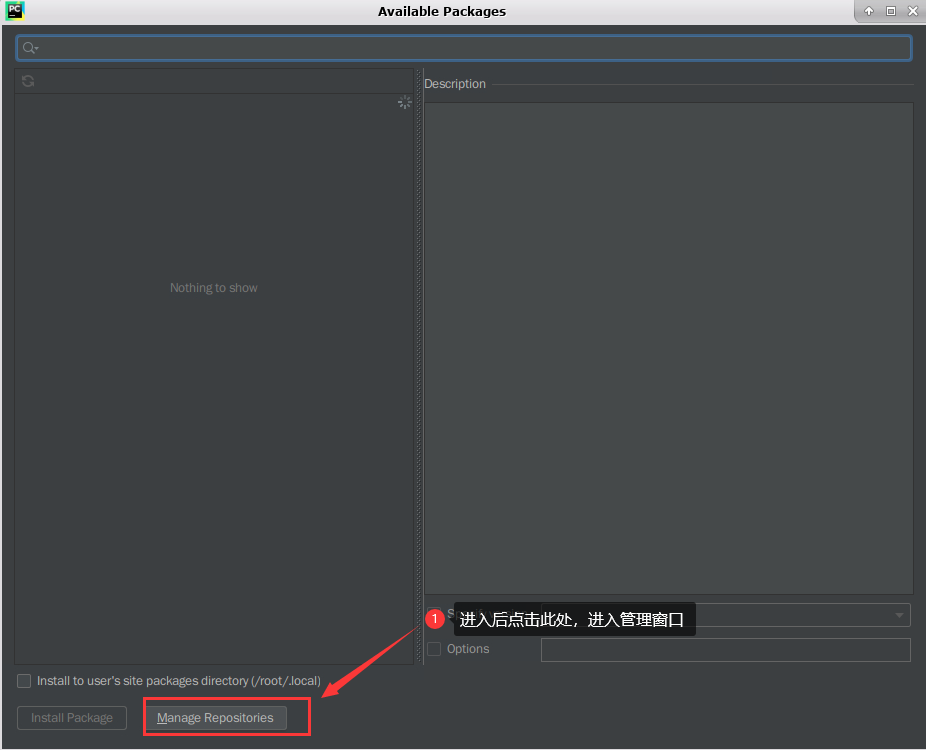 PC
Available Packages
Description
Nothing to show
1
进入后点击此处，进入管理窗口
Options
Install to user's site packages directory (/root/.local)
Install Package
Manage Repositories